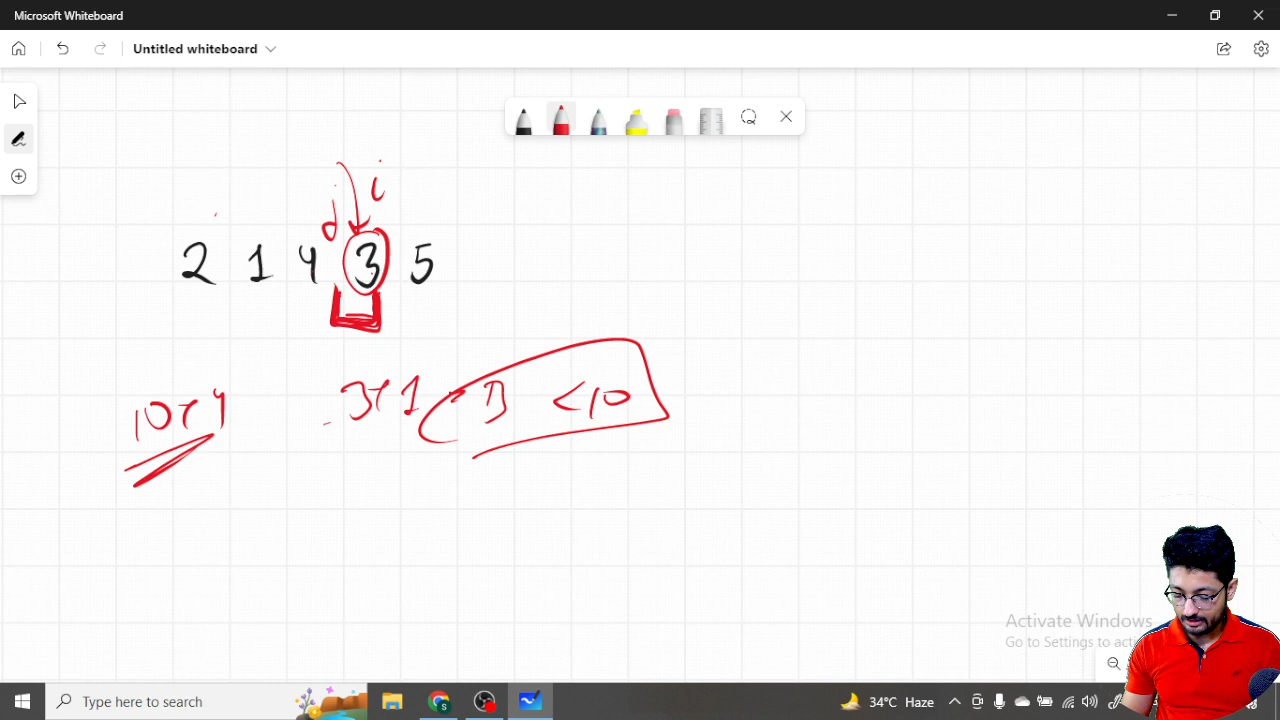 Microsoft Whiteboard
Untitled whiteboard
j i
2 1 4 3 5
10 < 4
3 < 1
3 < 10
Activate Windows
Go to Settings to acti
Type here to search
34°C Haze